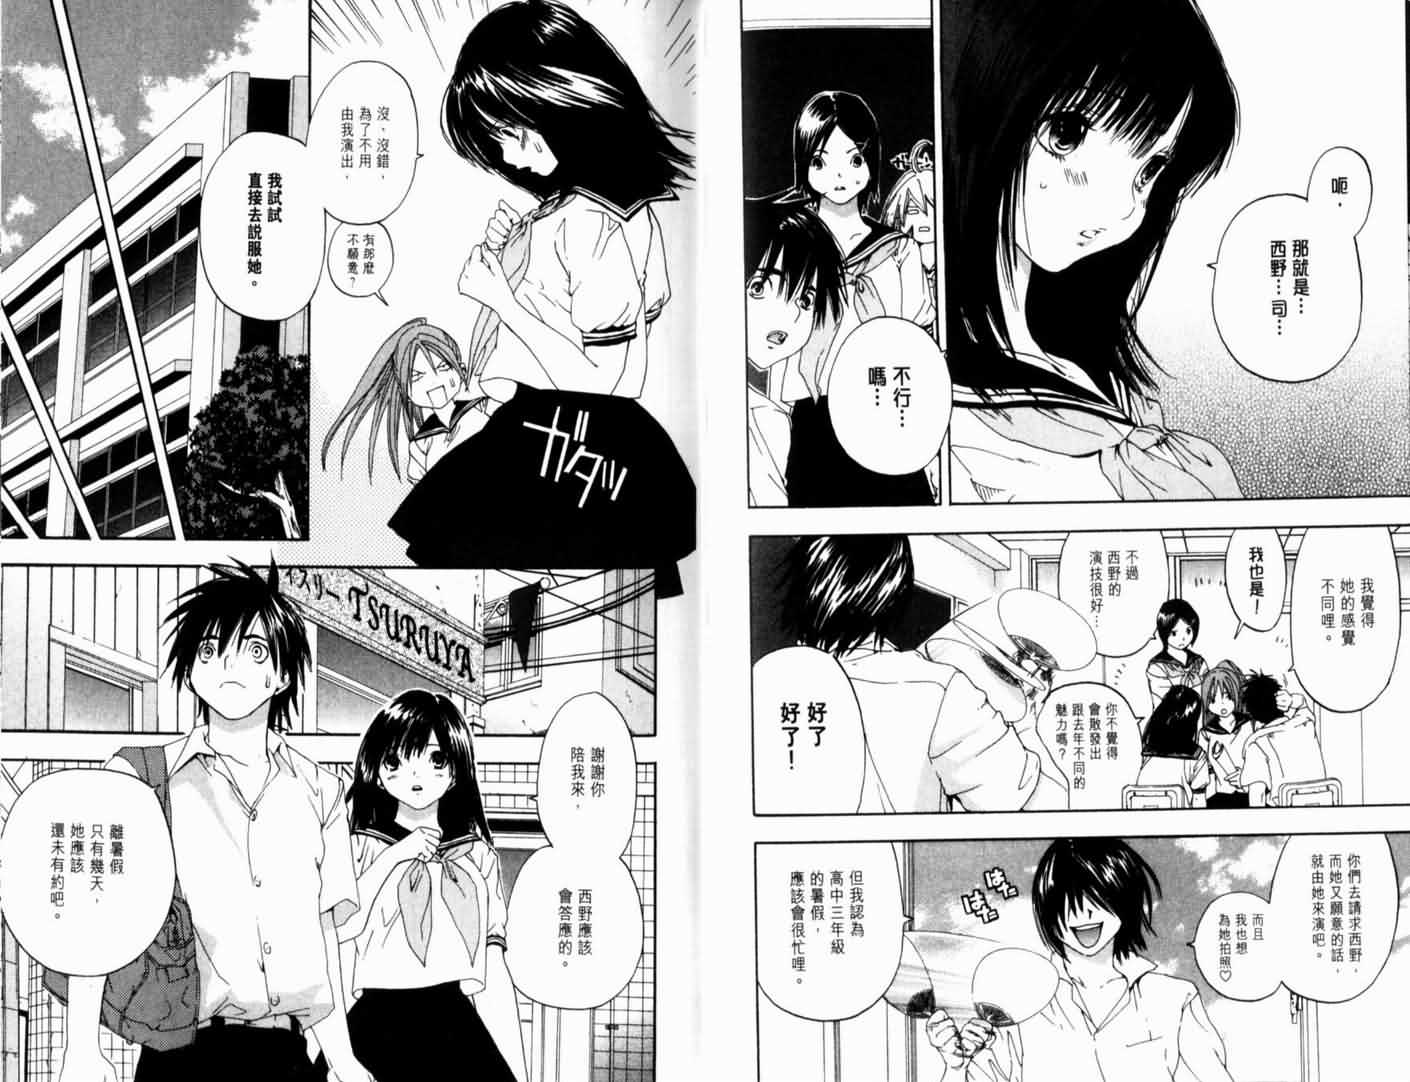 呃，
那就是…
西野…司…
不行…
嗎…
我覺得
她的感覺
不同哩。
我也是！
不過
西野的
演技很好…
你不覺得
會散發出
跟去年不同的
魅力嗎？
好了
好了！
你們去請求西野，
而她又願意的話，
就由她來演吧。
而且
我也想
為她拍照♡
ぱた
ぱた
但我認為
高中三年級
的暑假，
應該會很忙哩。
沒、沒錯，
為了不用
由我演出，
有那麼
不願意？
我試試
直接去說服她。
ガタッ
イスリー TSURUYA
謝謝你
陪我來，
西野應該
會答應的。
離暑假
只有幾天，
她應該
還未有約吧。